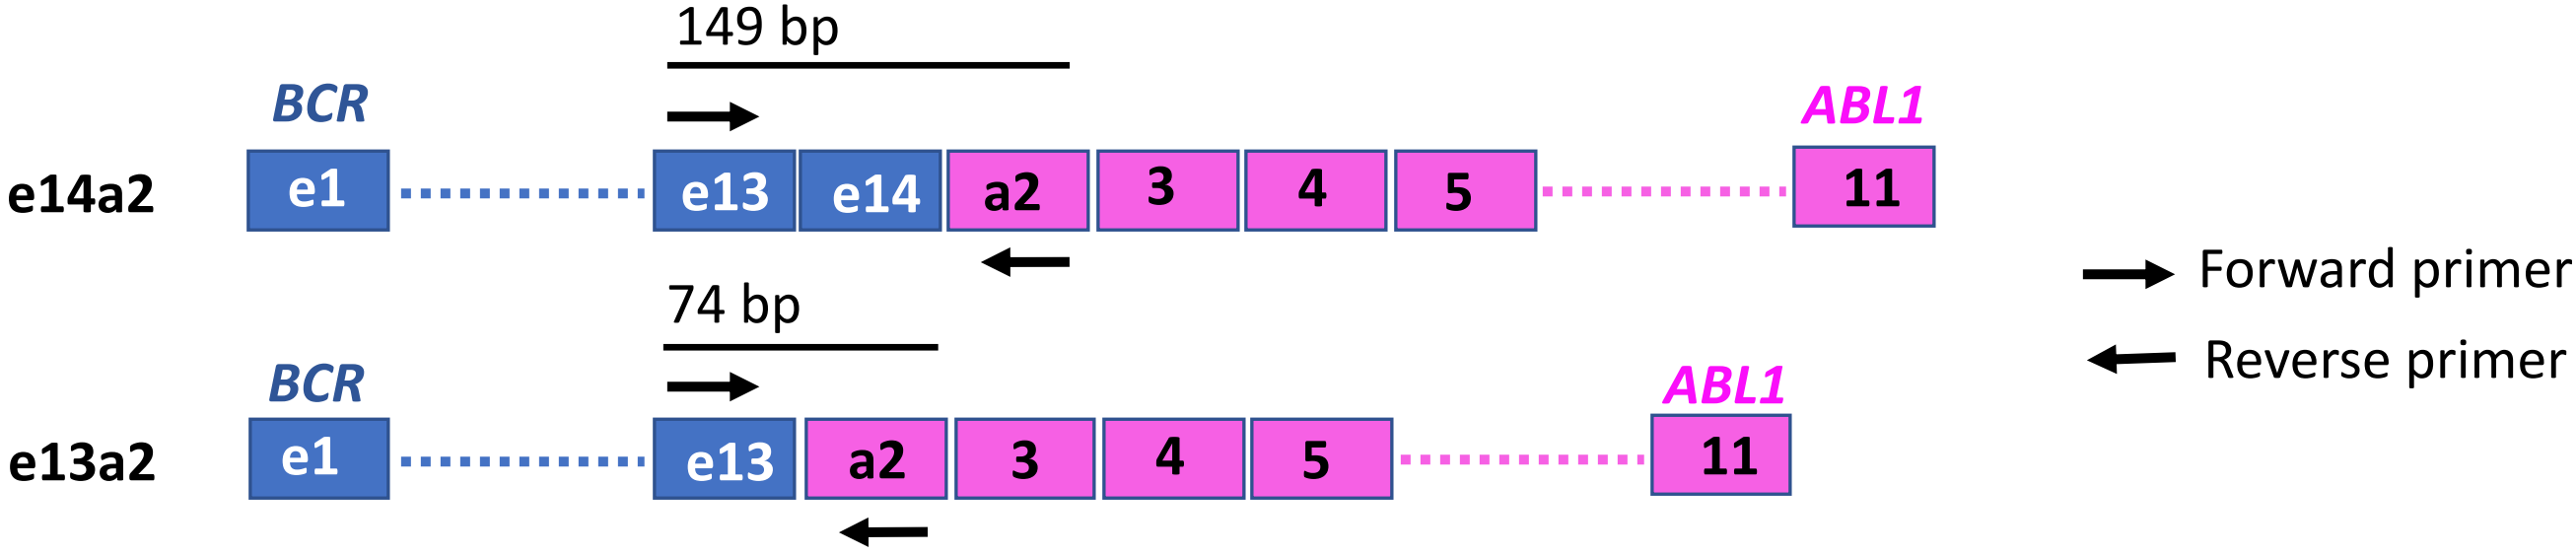 149 bp
BCR
ABL1
e14a2 e1 e13 e14 a2 3 4 5 11
Forward primer
74 bp
Reverse primer
BCR
ABL1
e13a2 e1 e13 a2 3 4 5 11